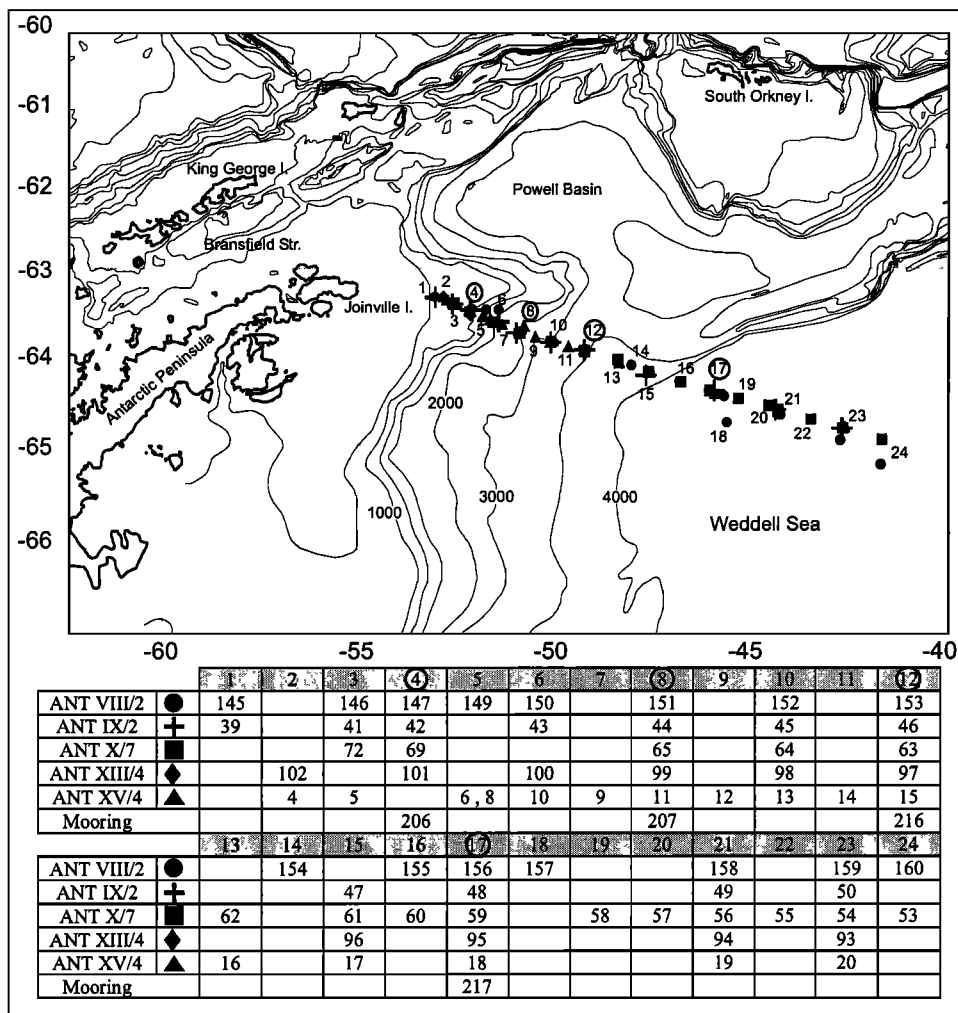 -60
-61
South Orkney I.
King George I.
-62
Powell Basin
Bransfield Str.
-63
Joinville I.
1 2 4 6
3 5 8
7 10 12
-64
9 11 14
13 16 17
15 19 21
Antarctic Peninsula
20 23
2000 22
-65
18 24
3000 4000
1000
Weddell Sea
-66
-60 -55 -50 -45 -40
1 2 3 4 5 6 7 8 9 10 11 12
ANT VIII/2 145 146 147 149 150 151 152 153
ANT IX/2 39 41 42 43 44 45 46
ANT X/7 72 69 65 64 63
ANT XIII/4 102 101 100 99 98 97
ANT XV/4 4 5 6 , 8 10 9 11 12 13 14 15
Mooring 206 207 216
13 14 15 16 17 18 19 20 21 22 23 24
ANT VIII/2 154 155 156 157 158 159 160
ANT IX/2 47 48 49 50
ANT X/7 62 61 60 59 58 57 56 55 54 53
ANT XIII/4 96 95 94 93
ANT XV/4 16 17 18 19 20
Mooring 217